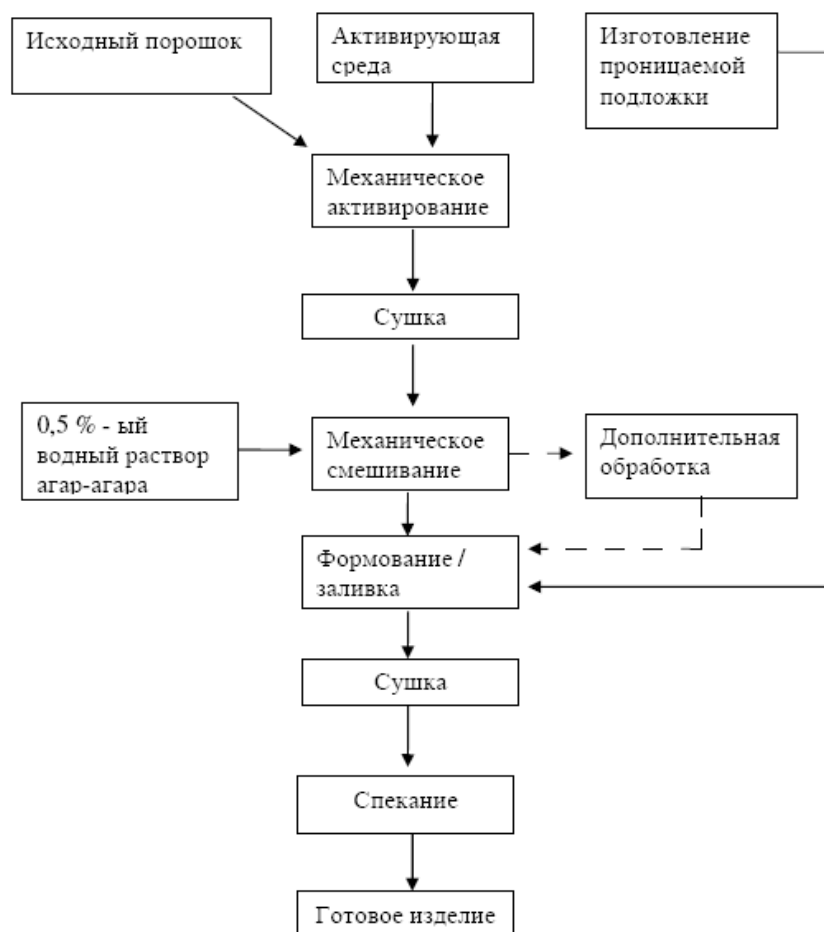 Исходный порошок
Активирующая
среда
Изготовление
проницаемой
подложки
Механическое
активирование
Сушка
0,5 % - ый
водный раствор
агар-агара
Механическое
смешивание
Дополнительная
обработка
Формование /
заливка
Сушка
Спекание
Готовое изделие